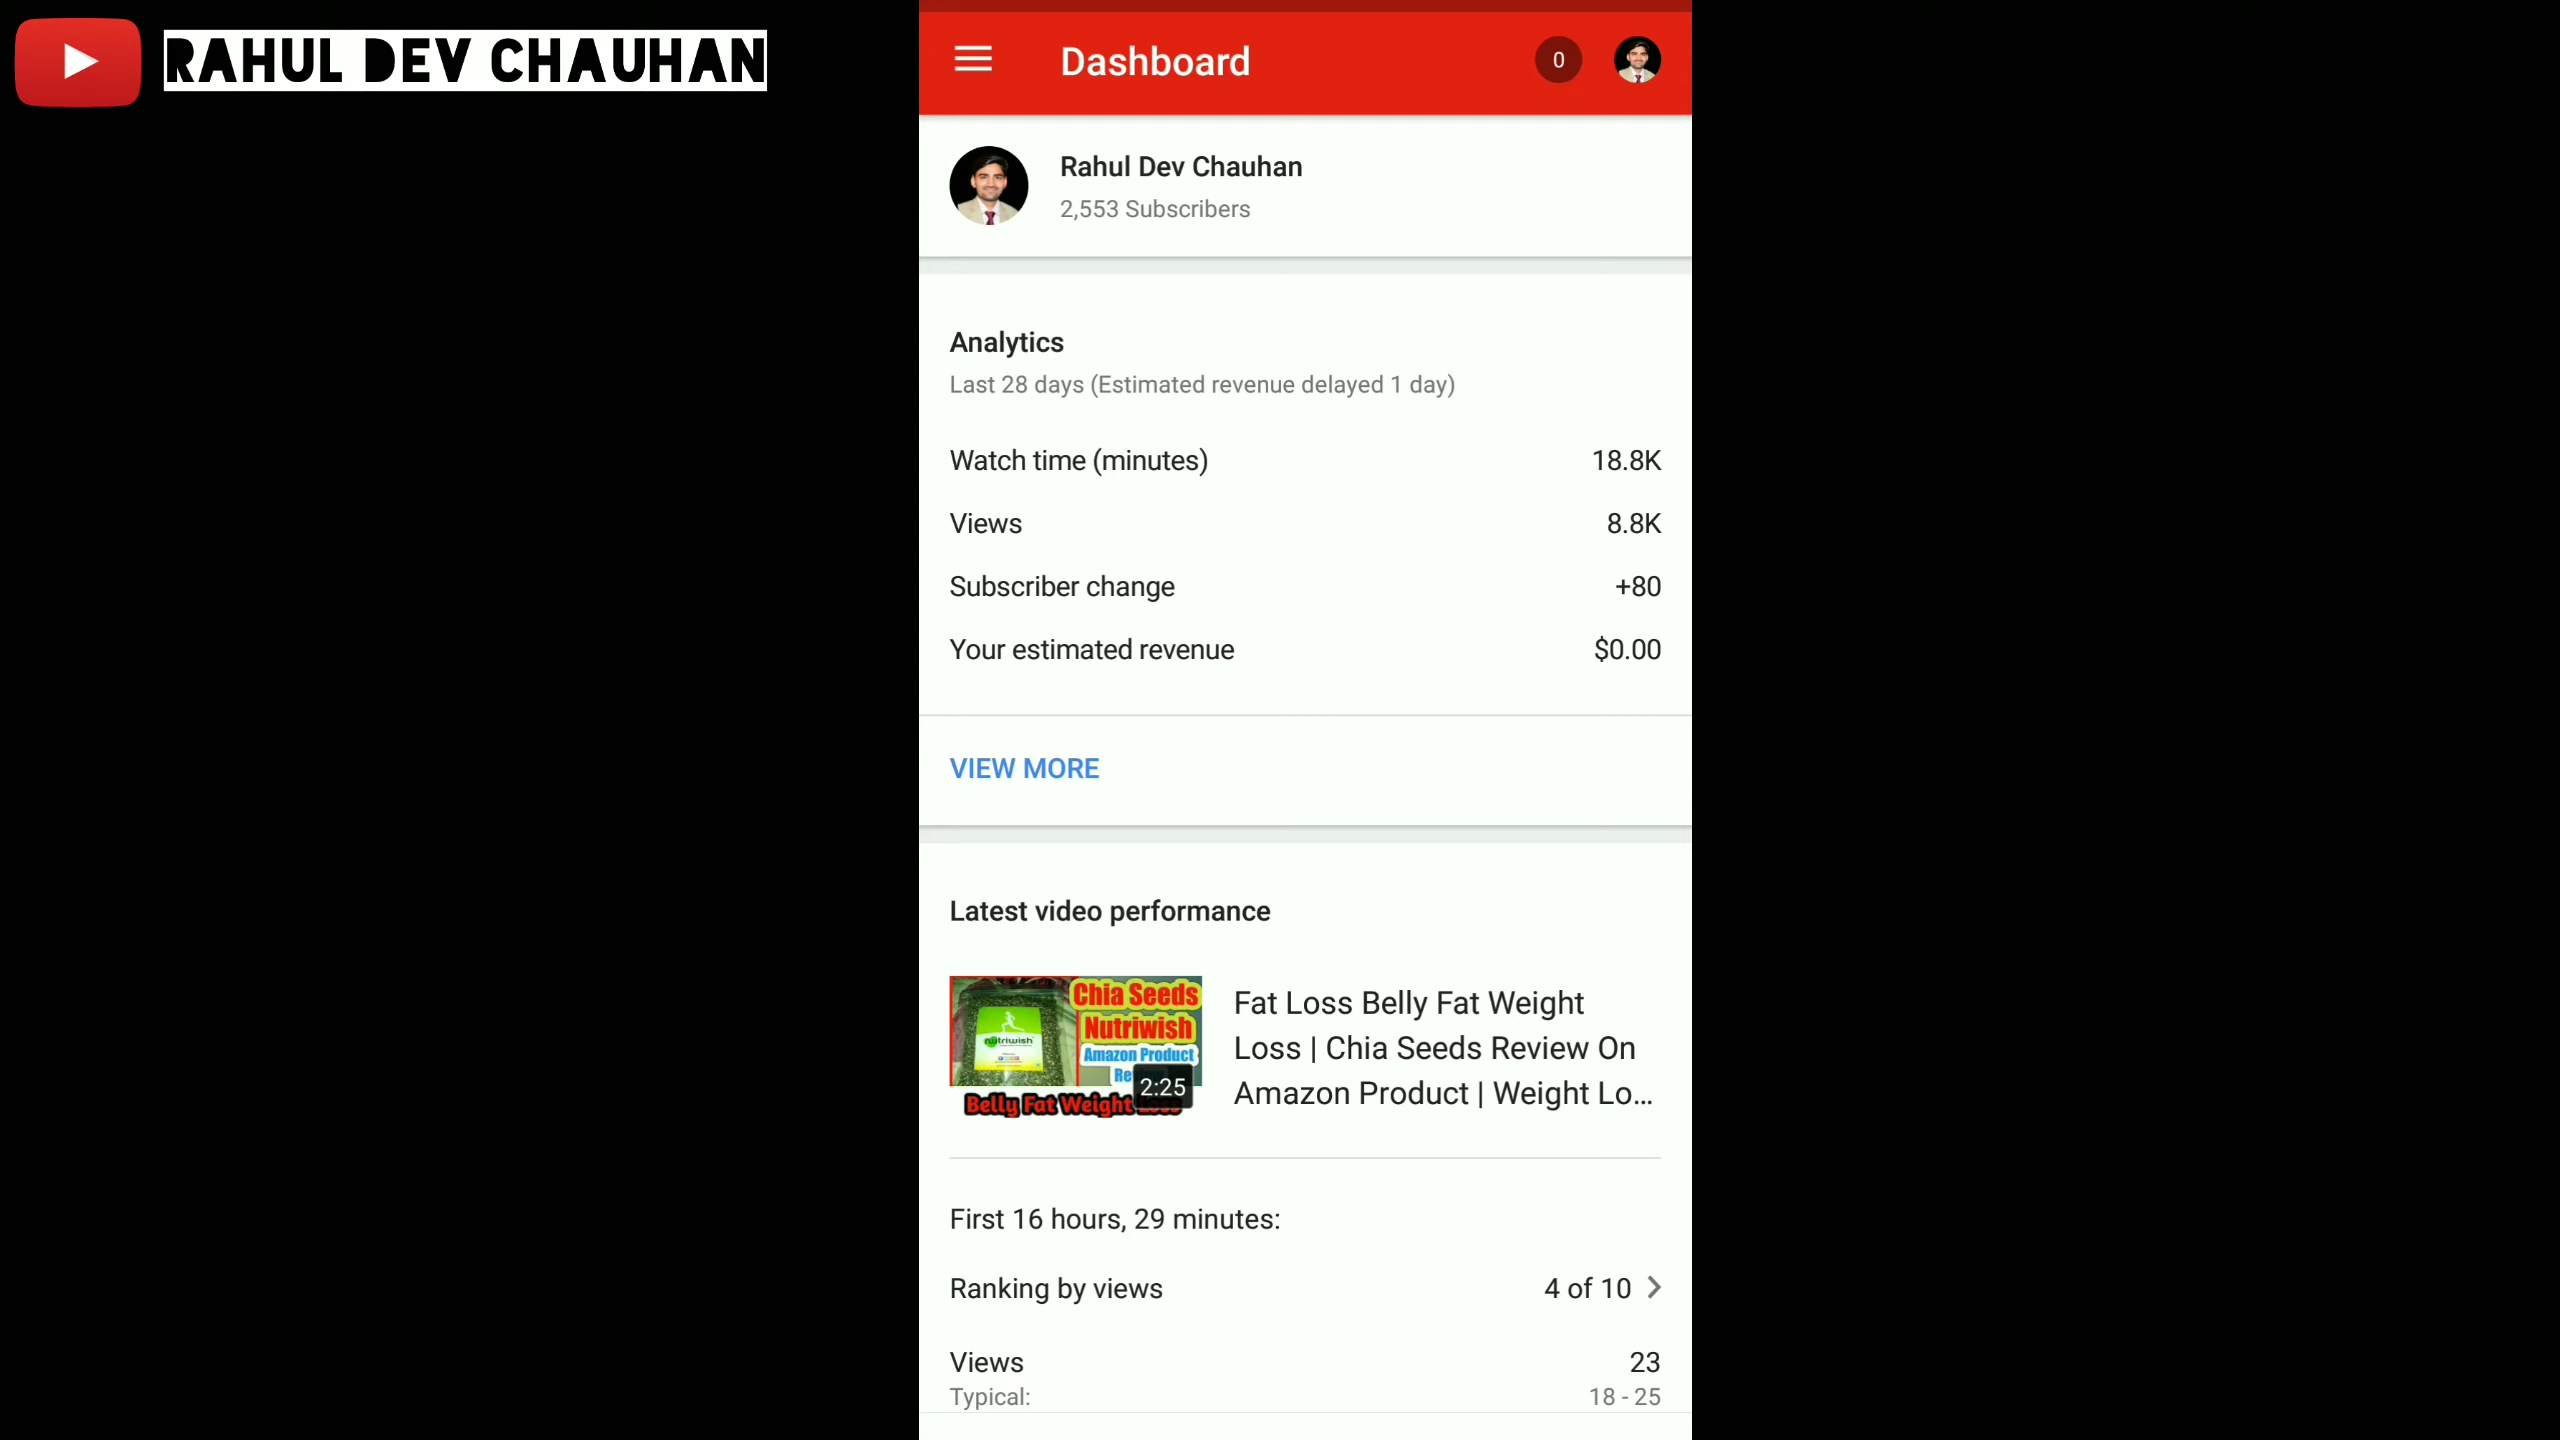 RAHUL DEV CHAUHAN
Dashboard
0
Rahul Dev Chauhan
2,553 Subscribers
Analytics
Last 28 days (Estimated revenue delayed 1 day)
Watch time (minutes) 18.8K
Views 8.8K
Subscriber change +80
Your estimated revenue $0.00
VIEW MORE
Latest video performance
Chia Seeds
Nutriwish
Amazon Product
nutriwish
2:25
Belly Fat Weight Loss
Fat Loss Belly Fat Weight
Loss | Chia Seeds Review On
Amazon Product | Weight Lo...
First 16 hours, 29 minutes:
Ranking by views 4 of 10
Views 23
Typical: 18 - 25